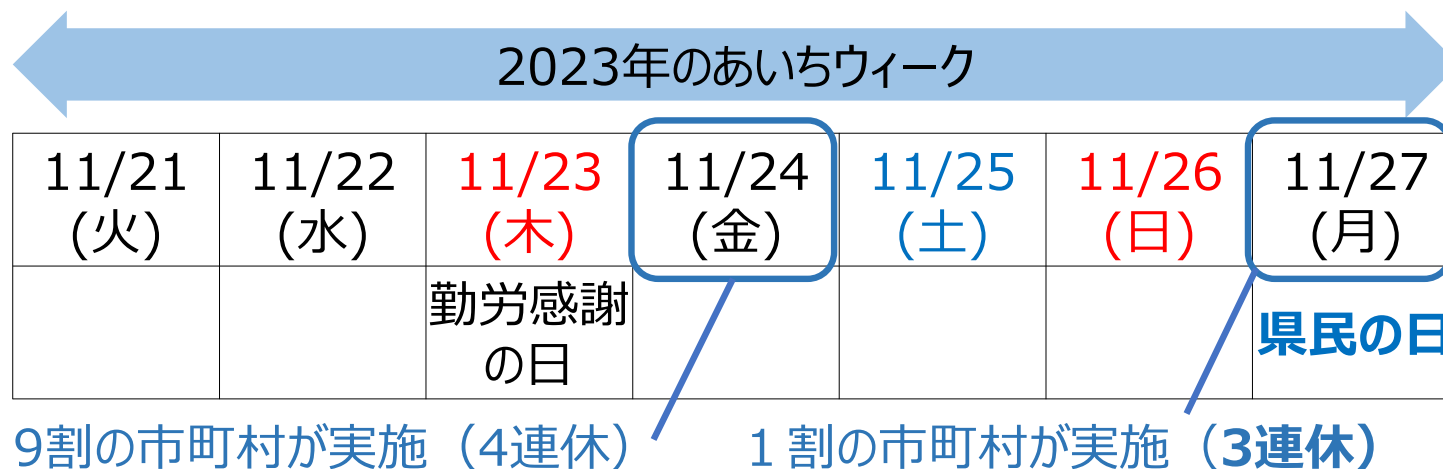 2023年のあいちウィーク
11/21 11/22 11/23 11/24 11/25 11/26 11/27
(火) (水) (木) (金) (土) (日) (月)
勤労感謝
の日
県民の日
9割の市町村が実施（4連休） １割の市町村が実施（3連休）